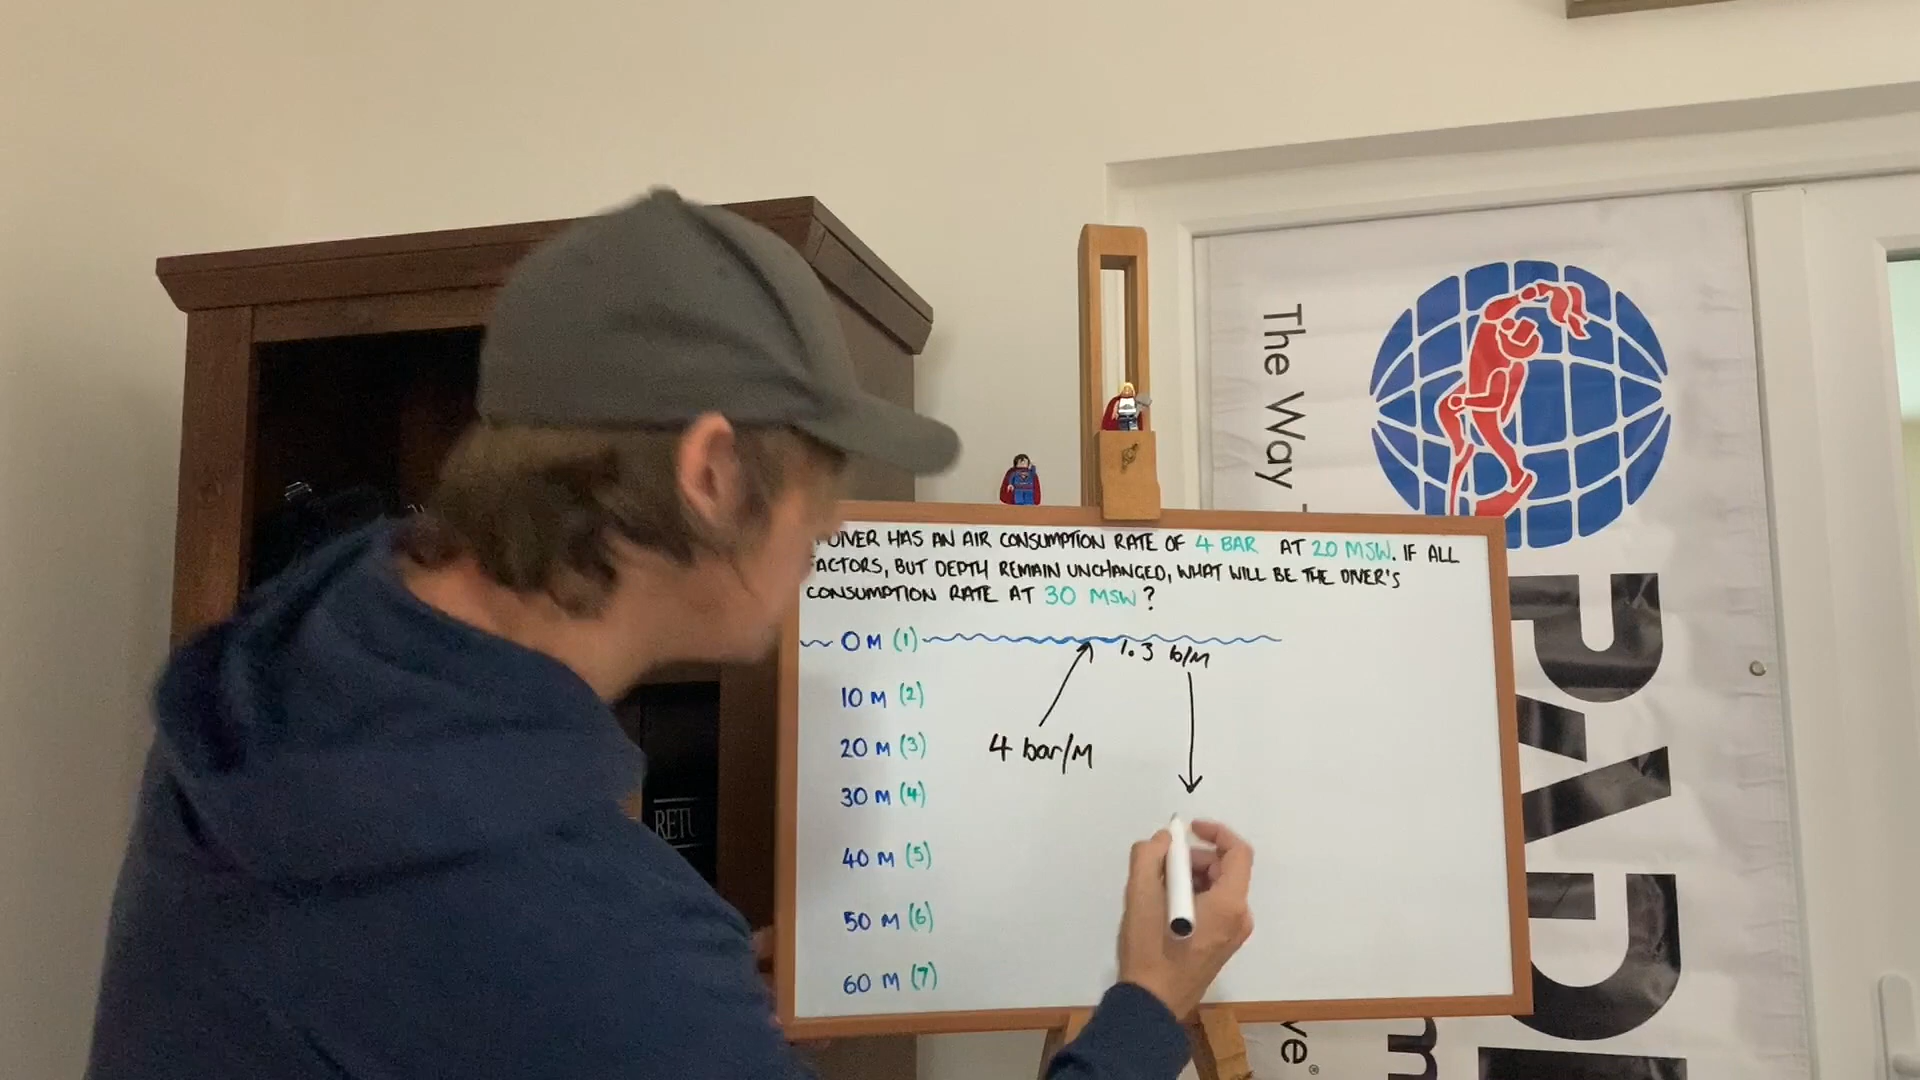 DIVER HAS AN AIR CONSUMPTION RATE OF 4 BAR AT 20 MSW. IF ALL
FACTORS, BUT DEPTH REMAIN UNCHANGED, WHAT WILL BE THE DIVER'S
CONSUMPTION RATE AT 30 MSW?
0 M (1)
1.3 b/M
10 M (2)
20 M (3)
4 bar/M
30 M (4)
40 M (5)
50 M (6)
60 M (7)
The Way
PADI
RETU